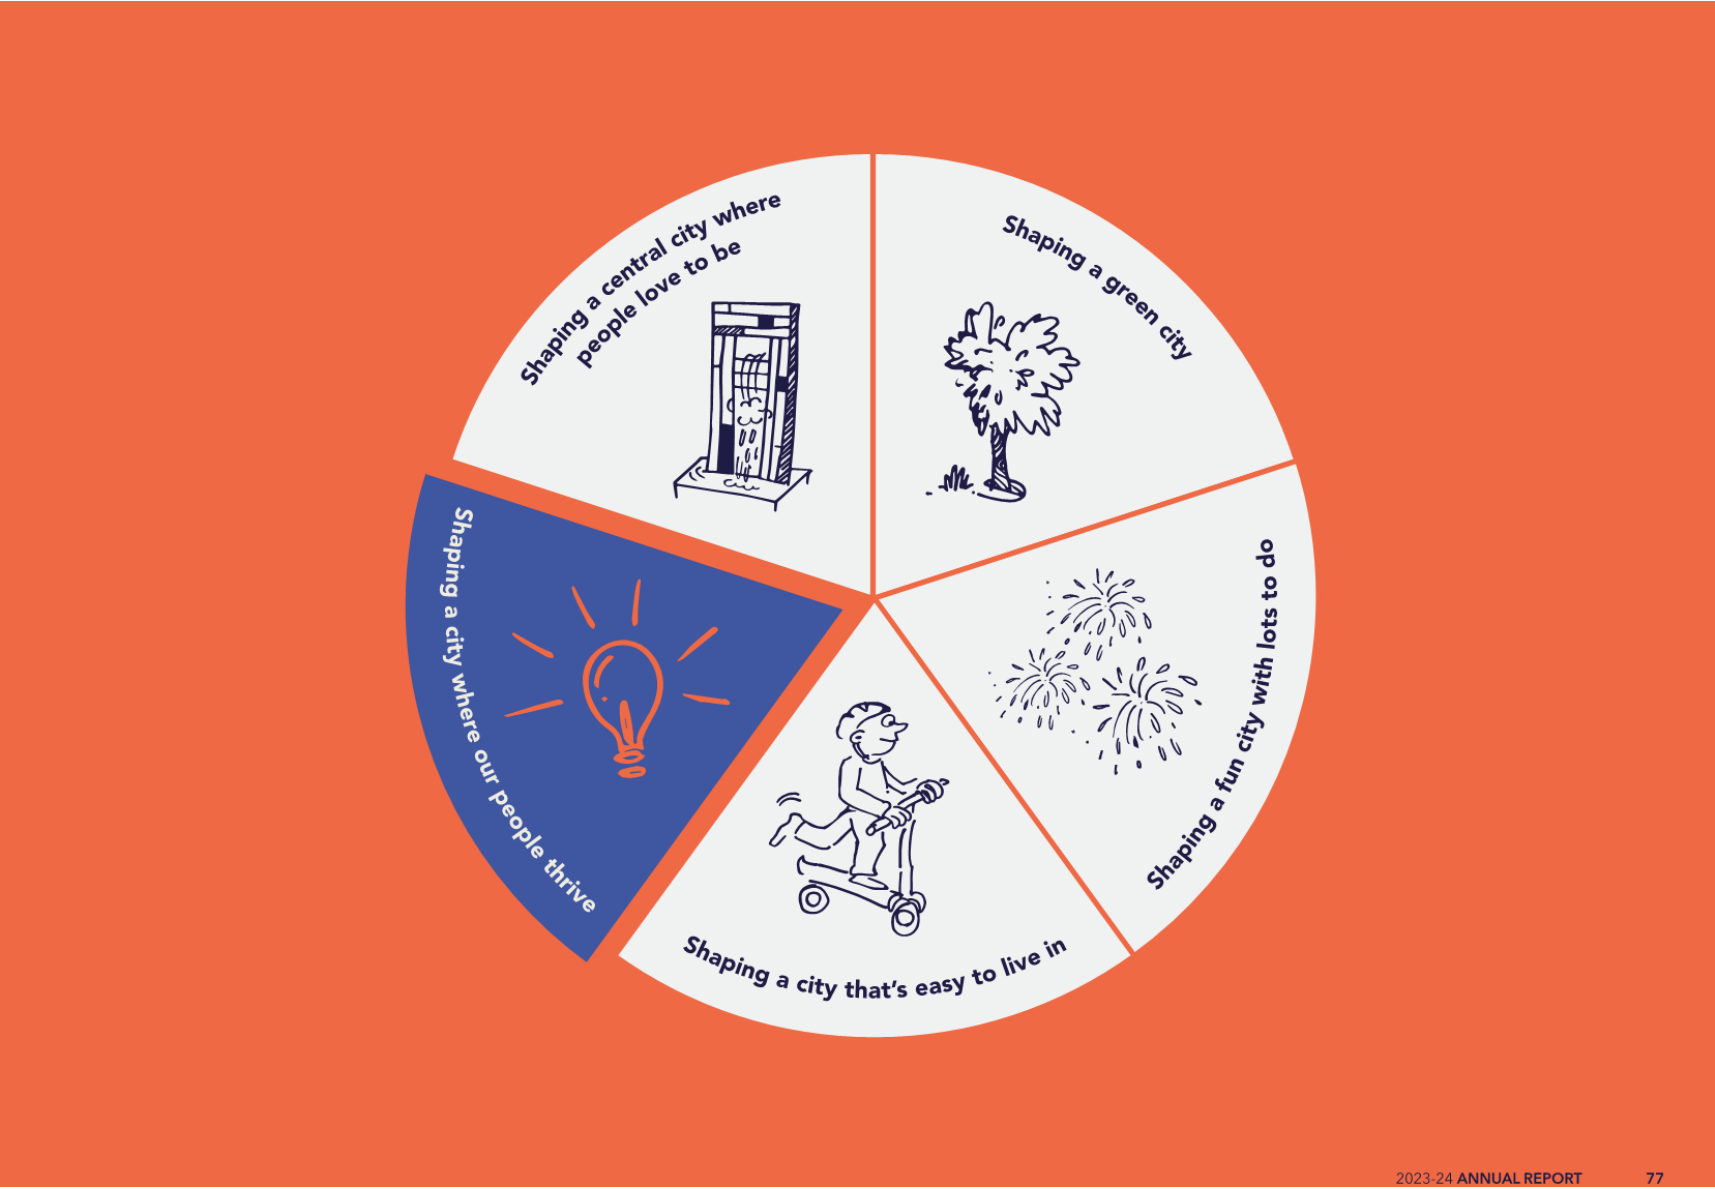 Shaping a central city where
people love to be
Shaping a green city
Shaping a fun city with lots to do
Shaping a city that's easy to live in
Shaping a city where our people thrive
2023-24 ANNUAL REPORT 77